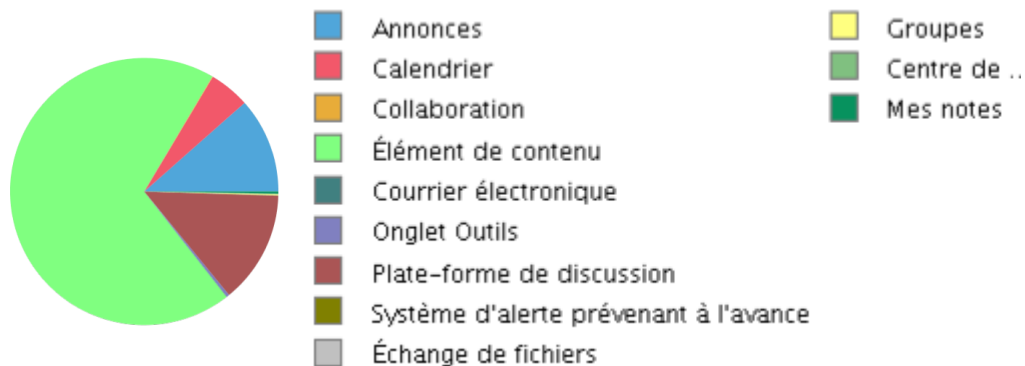 Annonces
Calendrier
Collaboration
Élément de contenu
Courrier électronique
Onglet Outils
Plate-forme de discussion
Système d'alerte prévenant à l'avance
Échange de fichiers
Groupes
Centre de ..
Mes notes